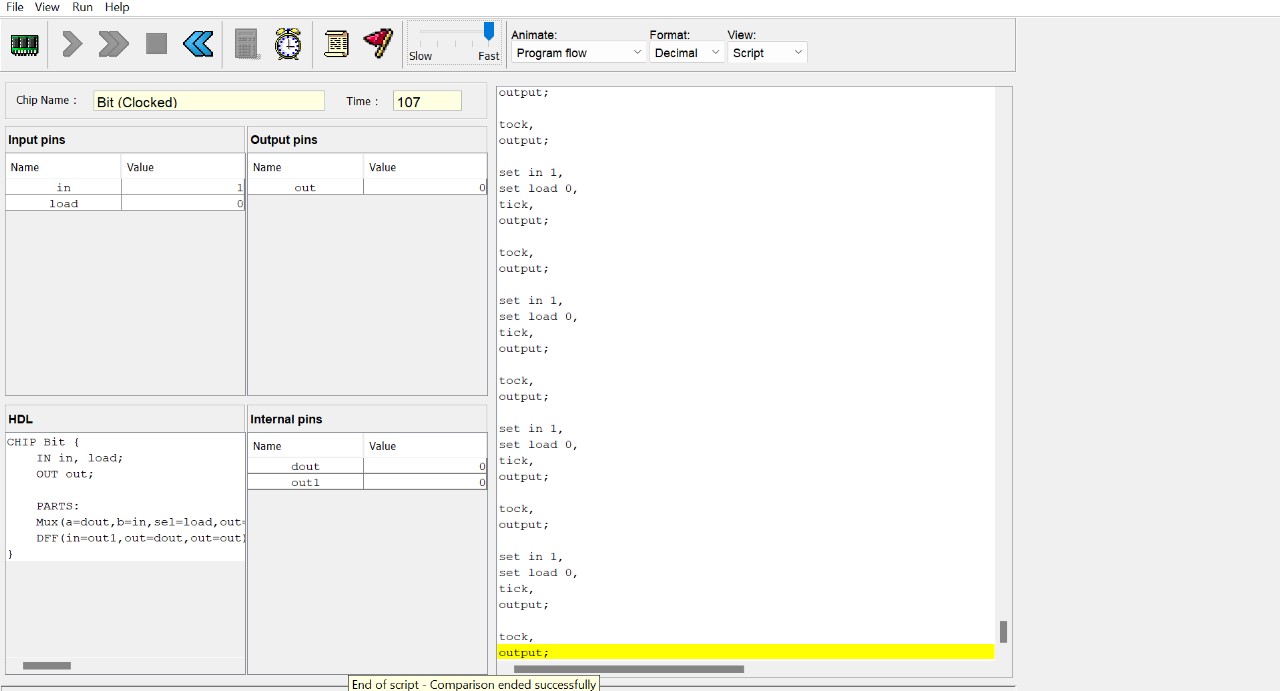 File View Run Help
Animate: Format: View:
Slow Fast Program flow Decimal Script
Chip Name : Bit (Clocked) Time : 107
Input pins
Name Value
in 1
load 0
Output pins
Name Value
out 0
HDL
CHIP Bit {
IN in, load;
OUT out;
PARTS:
Mux(a=dout,b=in,sel=load,out=
DFF(in=out1,out=dout,out=out)
}
Internal pins
Name Value
dout 0
out1 0
output;
tock,
output;
set in 1,
set load 0,
tick,
output;
tock,
output;
set in 1,
set load 0,
tick,
output;
tock,
output;
set in 1,
set load 0,
tick,
output;
tock,
output;
set in 1,
set load 0,
tick,
output;
tock,
output;
End of script - Comparison ended successfully